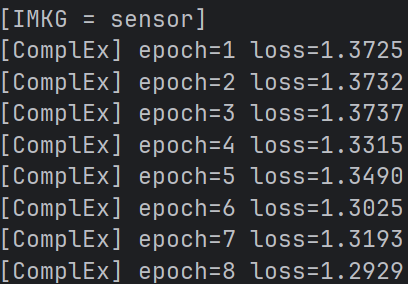 [IMKG = sensor]
[ComplEx] epoch=1 loss=1.3725
[ComplEx] epoch=2 loss=1.3732
[ComplEx] epoch=3 loss=1.3737
[ComplEx] epoch=4 loss=1.3315
[ComplEx] epoch=5 loss=1.3490
[ComplEx] epoch=6 loss=1.3025
[ComplEx] epoch=7 loss=1.3193
[ComplEx] epoch=8 loss=1.2929